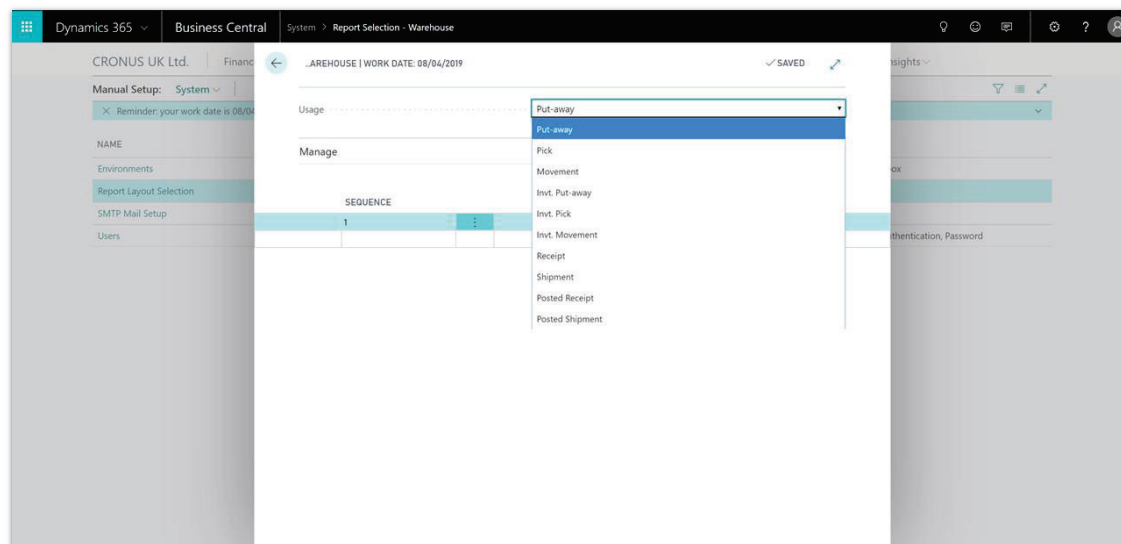 Dynamics 365 Business Central System > Report Selection - Warehouse ?
CRONUS UK Ltd. Financ ..AREHOUSE | WORK DATE: 08/04/2019 SAVED nsights
Manual Setup: System
Reminder: your work date is 08/04 Usage Put-away
Put-away
NAME Manage Pick
Environments Movement ox
Report Layout Selection SEQUENCE Invt. Put-away
SMTP Mail Setup 1 Invt. Pick
Users Invt. Movement thentication, Password
Receipt
Shipment
Posted Receipt
Posted Shipment